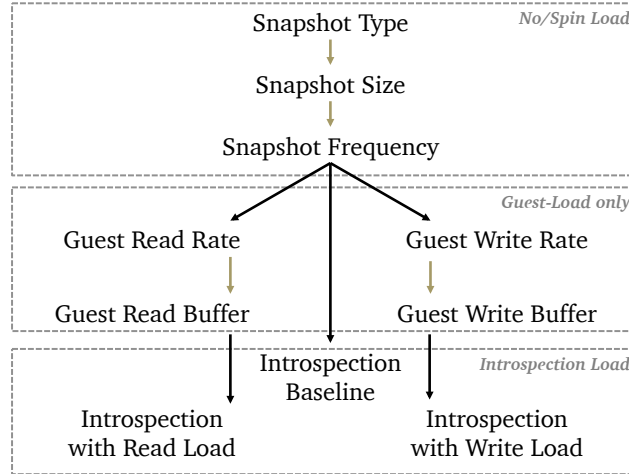 No/Spin Load
Snapshot Type
Snapshot Size
Snapshot Frequency
Guest-Load only
Guest Read Rate
Guest Write Rate
Guest Read Buffer
Guest Write Buffer
Introspection Load
Introspection
Baseline
Introspection
with Read Load
Introspection
with Write Load